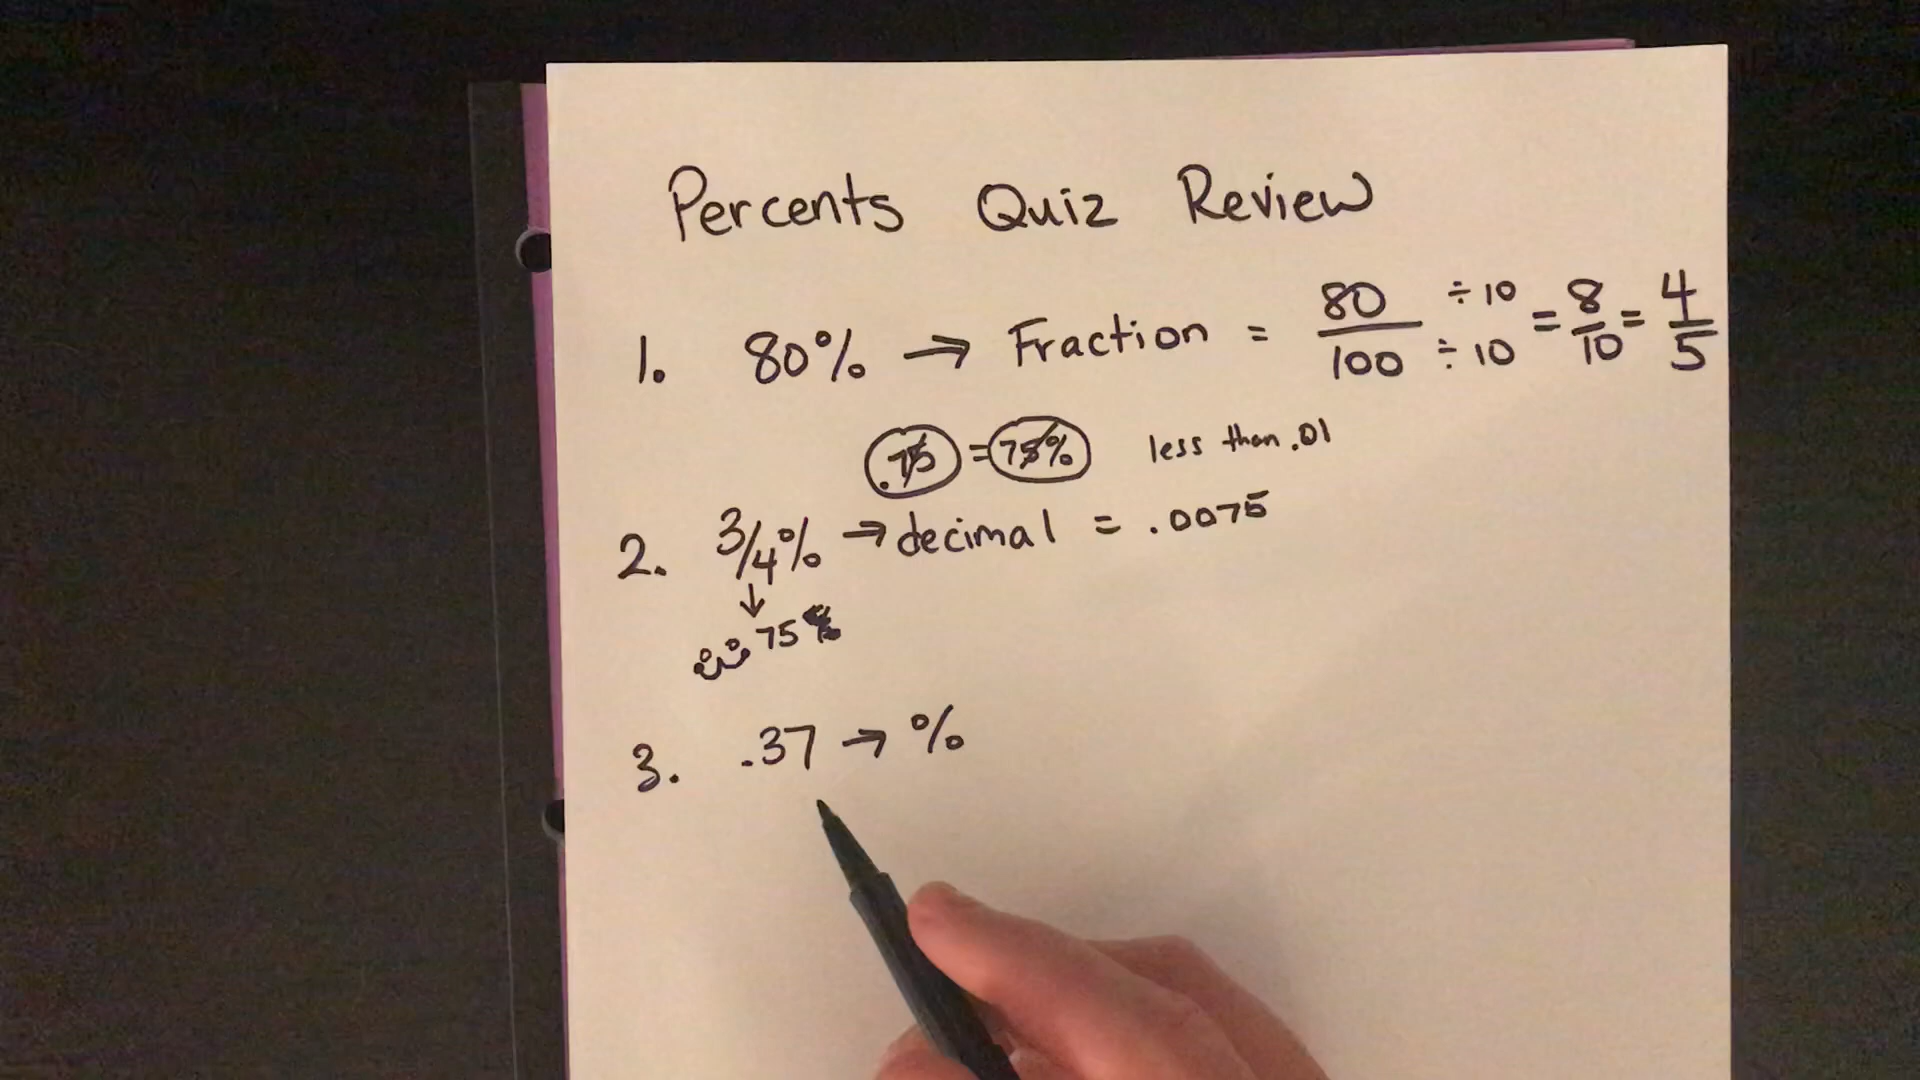 Percents Quiz Review
1. 80% → Fraction = 80/100 ÷10/÷10 = 8/10 = 4/5
.75 = 75% less than .01
2. 3/4% → decimal = .0075
↓
.0075
3. .37 → %